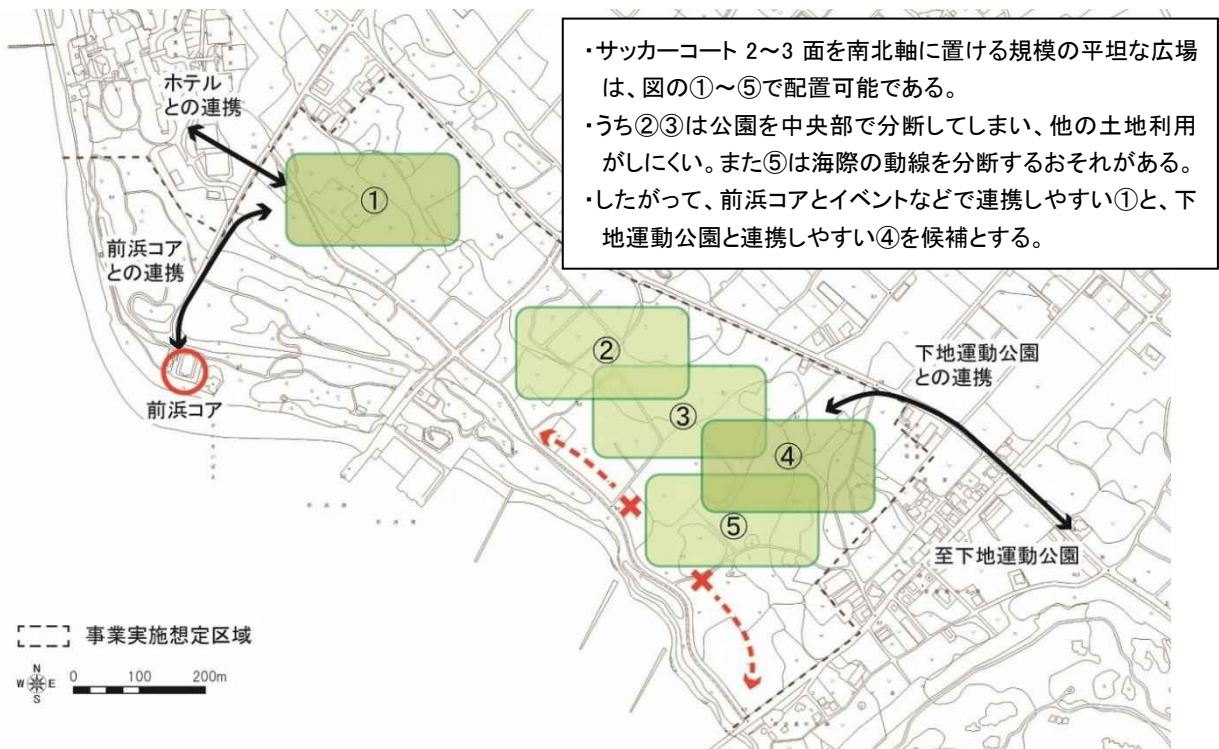 ・サッカーコート 2～3 面を南北軸に置ける規模の平坦な広場
は、図の①～⑤で配置可能である。
・うち②③は公園を中央部で分断してしまい、他の土地利用
がしにくい。また⑤は海際の動線を分断するおそれがある。
・したがって、前浜コアとイベントなどで連携しやすい①と、下
地運動公園と連携しやすい④を候補とする。
ホテル
との連携
①
前浜コア
との連携
前浜コア
②
③
④
⑤
下地運動公園
との連携
至下地運動公園
事業実施想定区域
N
W E
S
0 100 200m